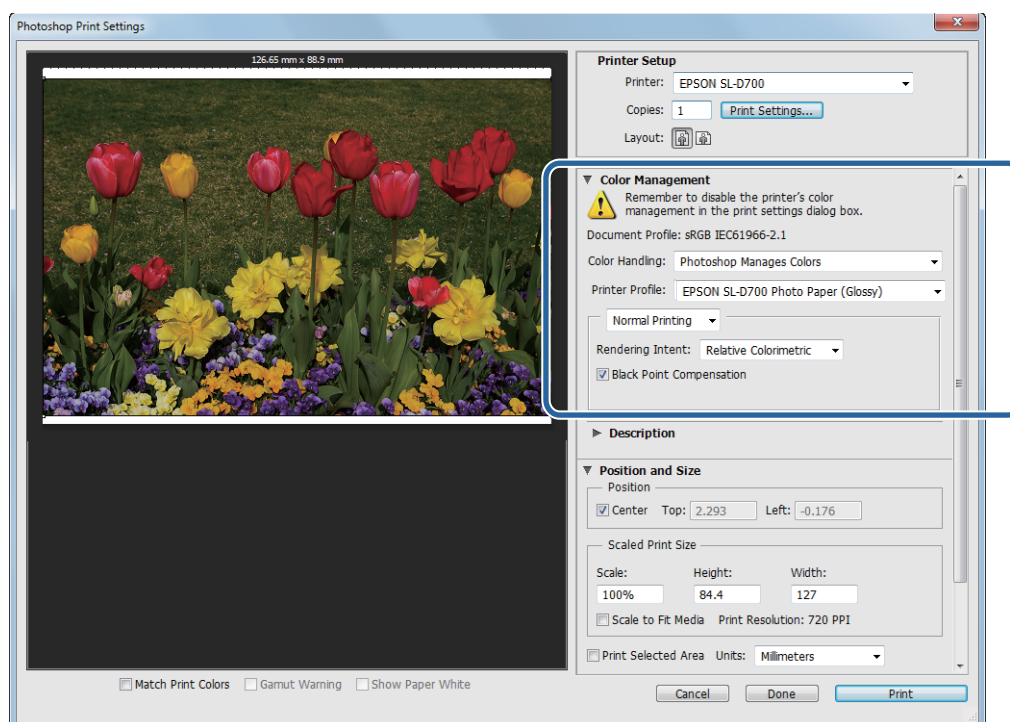 Photoshop Print Settings
x
126.65 mm x 88.9 mm
Printer Setup
Printer: EPSON SL-D700
Copies: 1 Print Settings...
Layout:
Color Management
Remember to disable the printer's color
management in the print settings dialog box.
Document Profile: sRGB IEC61966-2.1
Color Handling: Photoshop Manages Colors
Printer Profile: EPSON SL-D700 Photo Paper (Glossy)
Normal Printing
Rendering Intent: Relative Colorimetric
Black Point Compensation
Description
Position and Size
Position
Center Top: 2.293 Left: -0.176
Scaled Print Size
Scale: Height: Width:
100% 84.4 127
Scale to Fit Media Print Resolution: 720 PPI
Print Selected Area Units: Millimeters
Match Print Colors Gamut Warning Show Paper White
Cancel Done Print